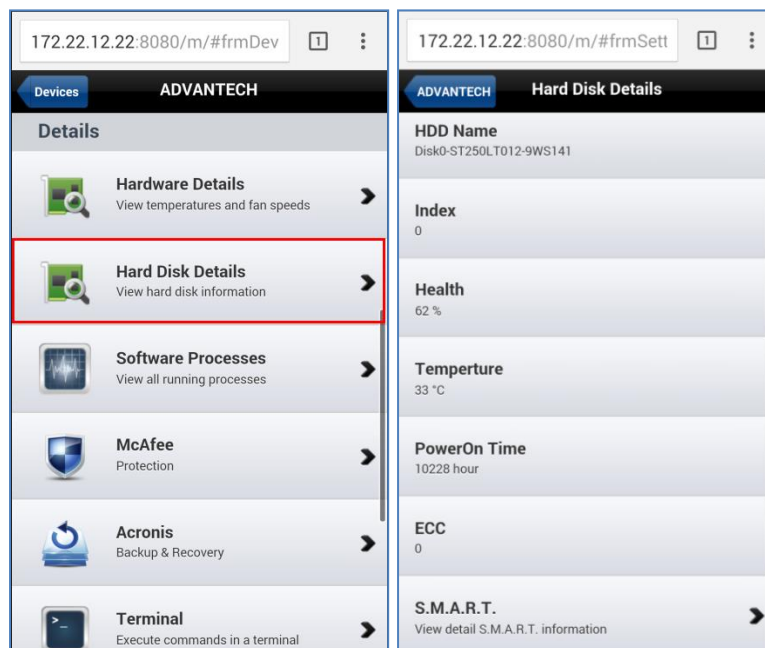 172.22.12.22:8080/m/#frmDev
1
Devices
ADVANTECH
Details
Hardware Details
View temperatures and fan speeds
Hard Disk Details
View hard disk information
Software Processes
View all running processes
McAfee
Protection
Acronis
Backup & Recovery
>_
Terminal
Execute commands in a terminal
172.22.12.22:8080/m/#frmSett
1
ADVANTECH
Hard Disk Details
HDD Name
Disk0-ST250LT012-9WS141
Index
0
Health
62 %
Temperture
33 °C
PowerOn Time
10228 hour
ECC
0
S.M.A.R.T.
View detail S.M.A.R.T. information